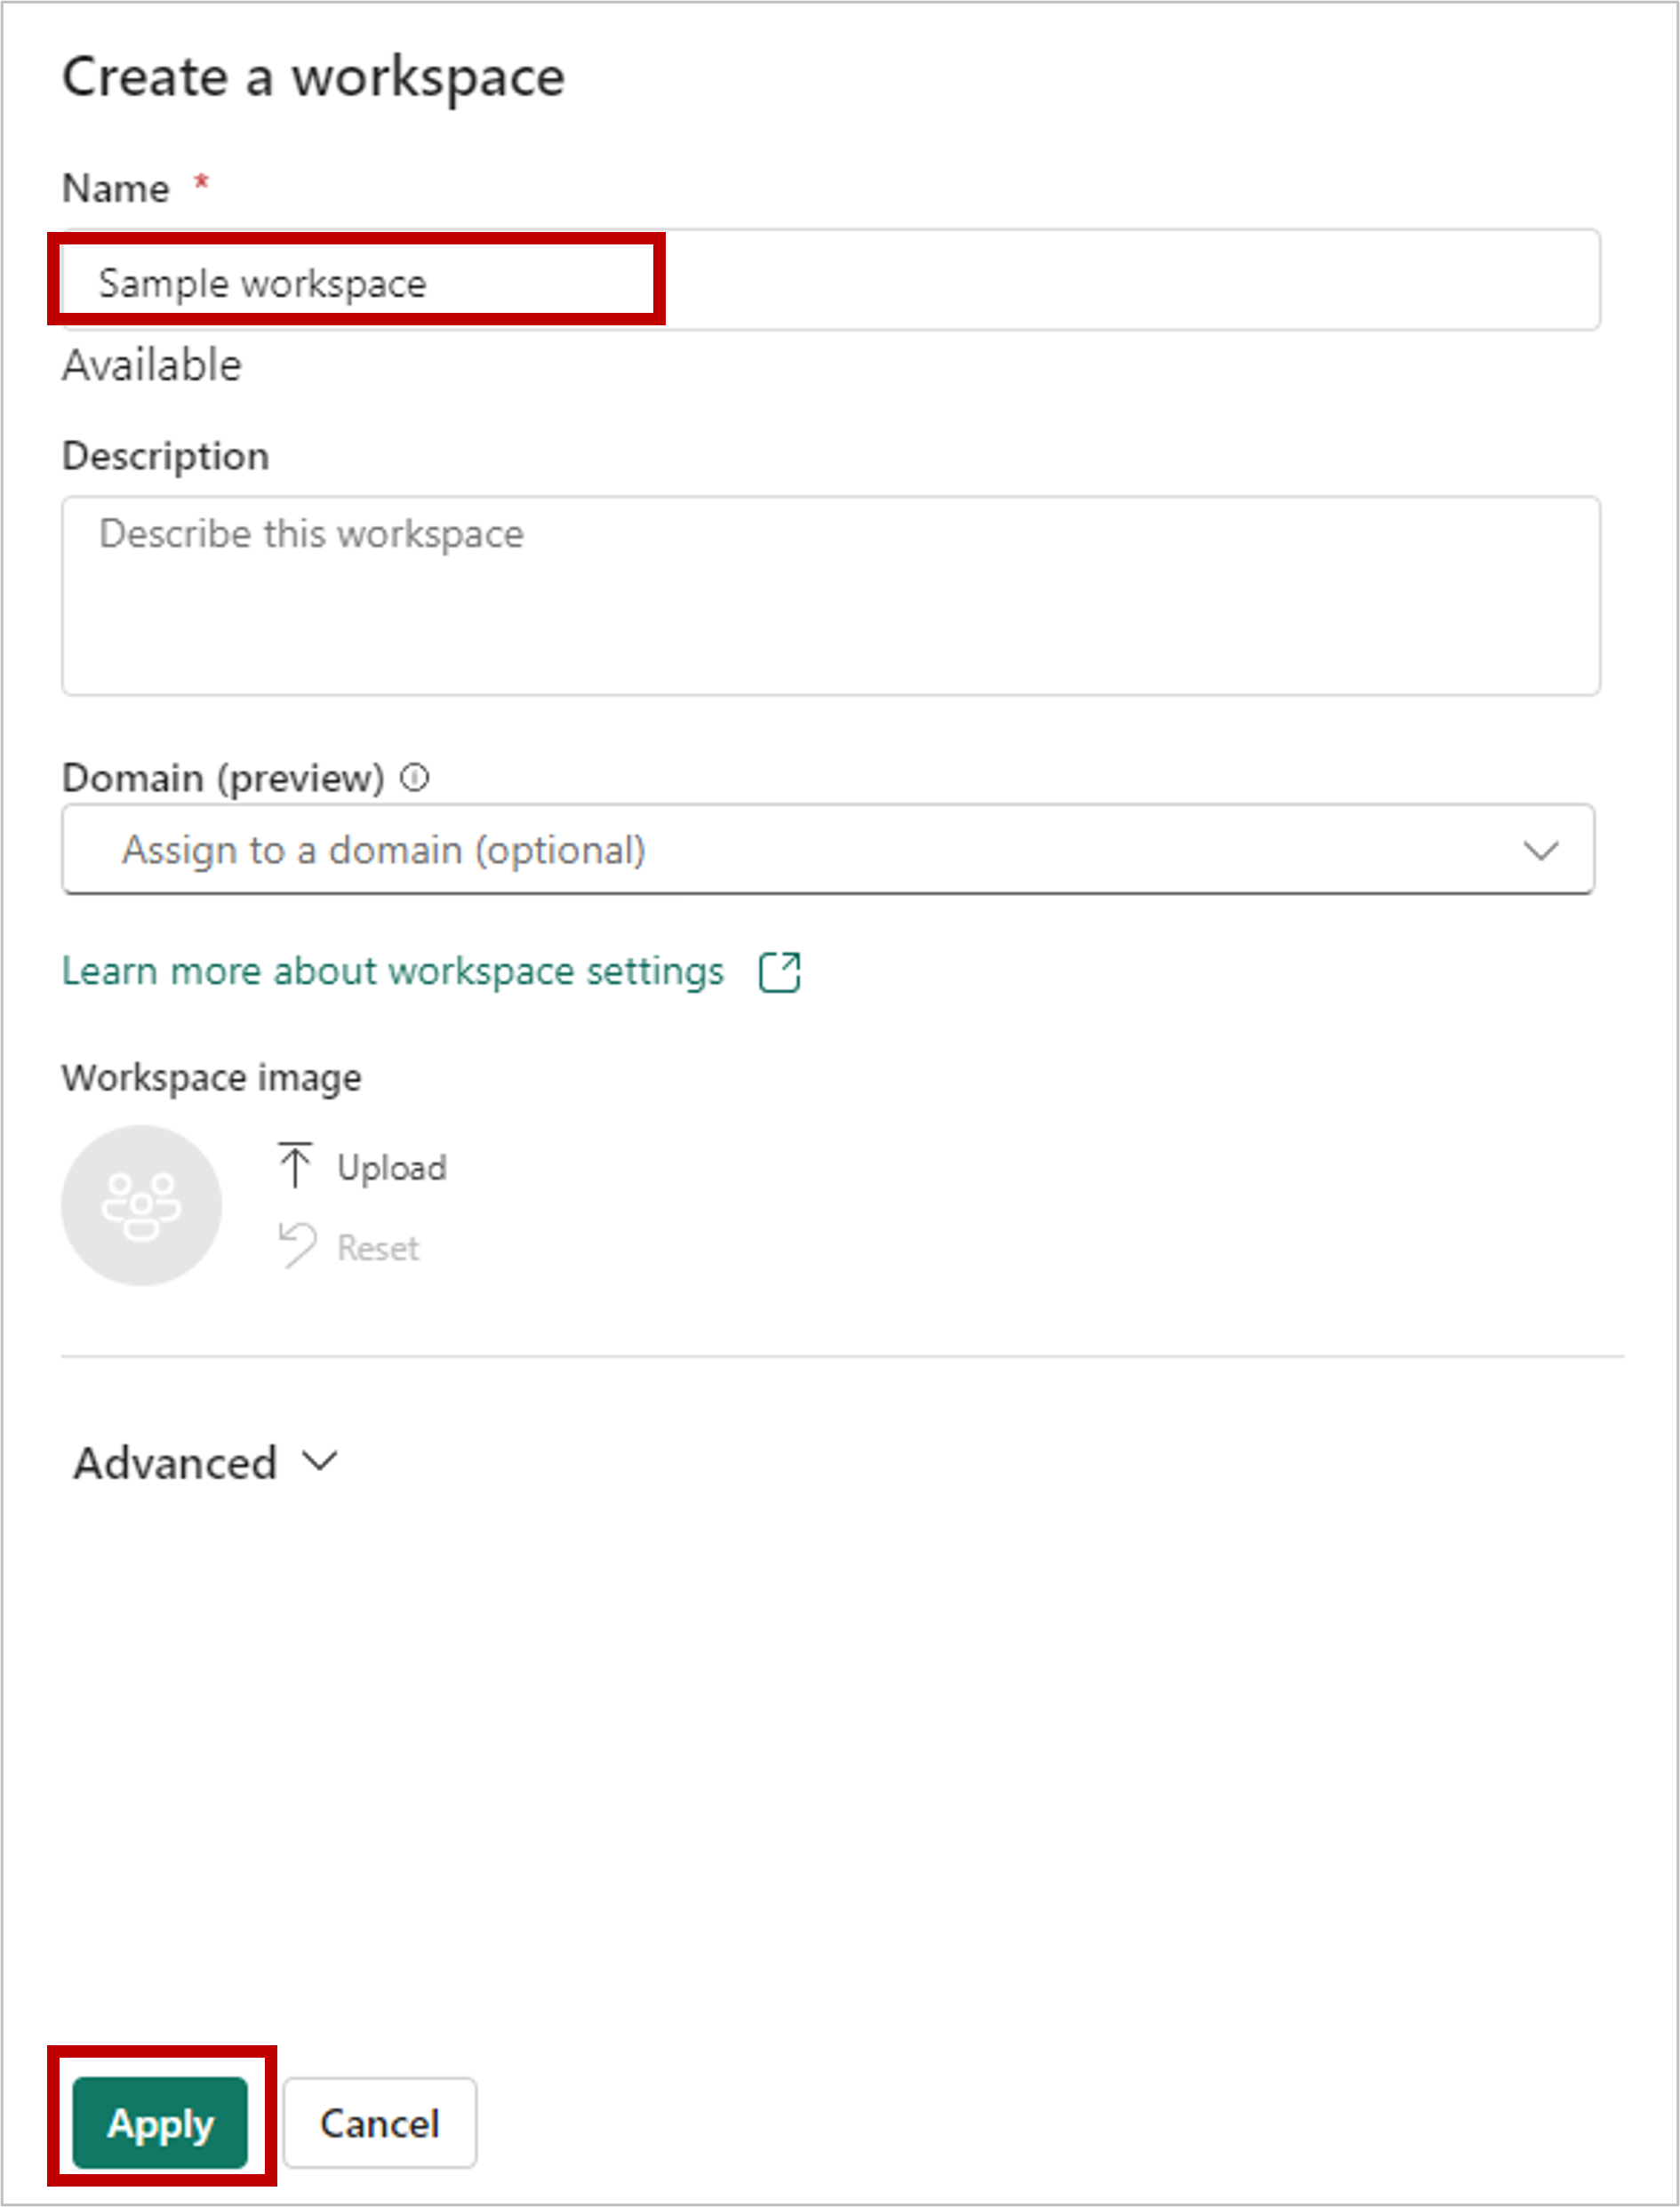 Create a workspace
Name *
Sample workspace
Available
Description
Describe this workspace
Domain (preview)
Assign to a domain (optional)
Learn more about workspace settings
Workspace image
Upload
Reset
Advanced
Apply Cancel